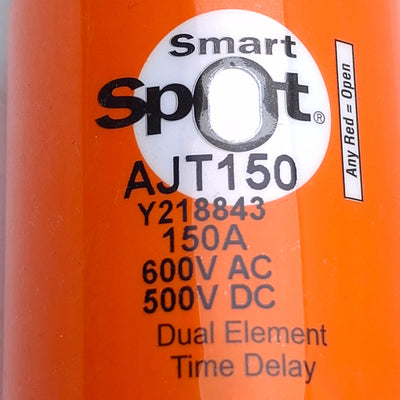 Smart
Spot®
AJT150
Y218843
150A
600V AC
500V DC
Dual Element
Time Delay
Any Red = Open